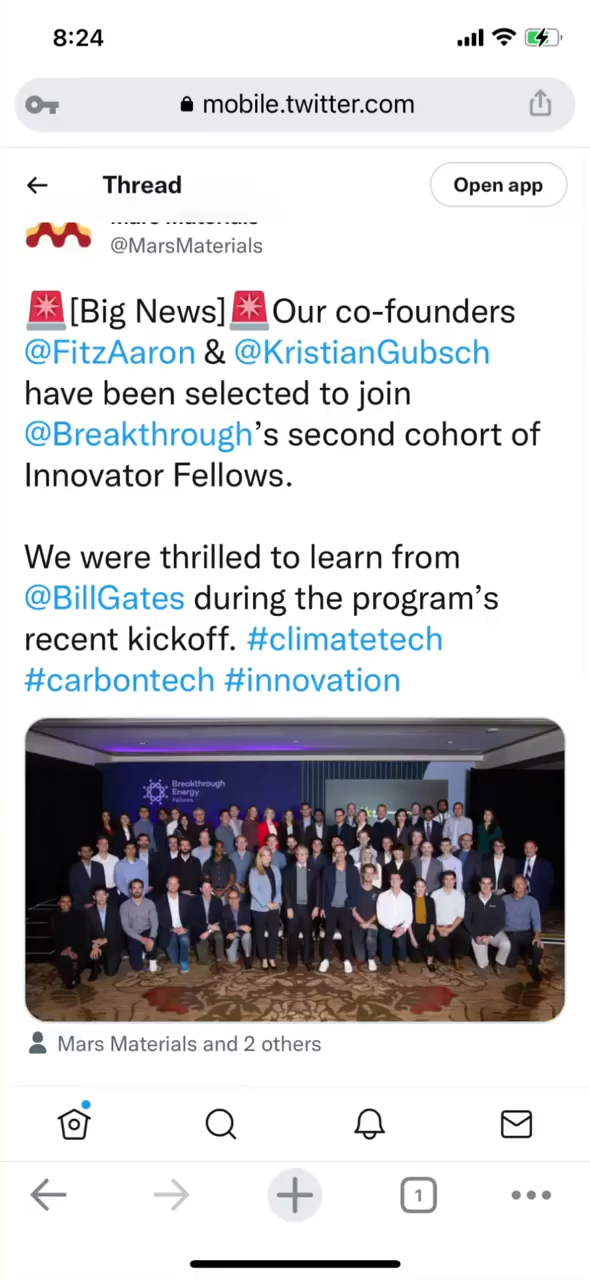 8:24
mobile.twitter.com
Thread
Open app
@MarsMaterials
🚨[Big News]🚨Our co-founders
@FitzAaron & @KristianGubsch
have been selected to join
@Breakthrough’s second cohort of
Innovator Fellows.
We were thrilled to learn from
@BillGates during the program’s
recent kickoff. #climatetech
#carbontech #innovation
Breakthrough
Energy
Fellows
Mars Materials and 2 others
1